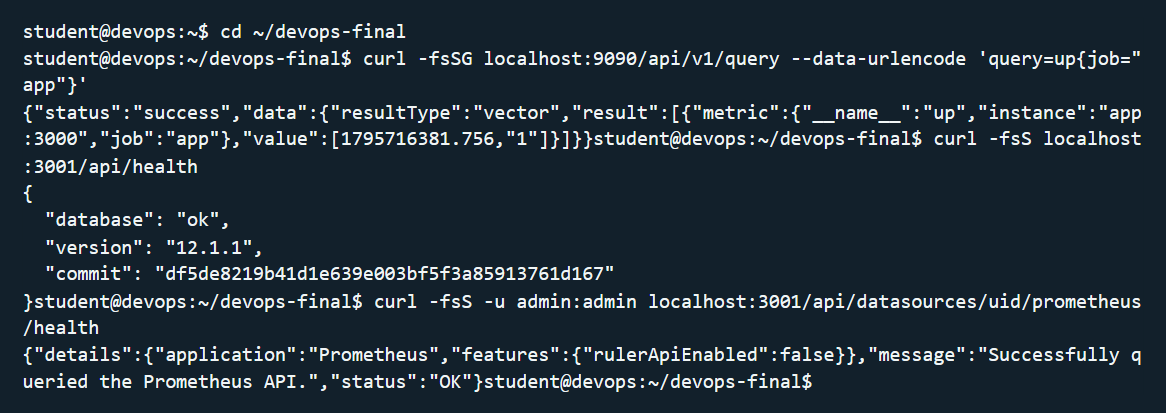 student@devops:~$ cd ~/devops-final
student@devops:~/devops-final$ curl -fsSG localhost:9090/api/v1/query --data-urlencode 'query=up{job="
app"}'
{"status":"success","data":{"resultType":"vector","result":[{"metric":{"__name__":"up","instance":"app
:3000","job":"app"},"value":[1795716381.756,"1"]}]}}student@devops:~/devops-final$ curl -fsS localhost
:3001/api/health
{
  "database": "ok",
  "version": "12.1.1",
  "commit": "df5de8219b41d1e639e003bf5f3a85913761d167"
}student@devops:~/devops-final$ curl -fsS -u admin:admin localhost:3001/api/datasources/uid/prometheus
/health
{"details":{"application":"Prometheus","features":{"rulerApiEnabled":false}},"message":"Successfully q
ueried the Prometheus API.","status":"OK"}student@devops:~/devops-final$